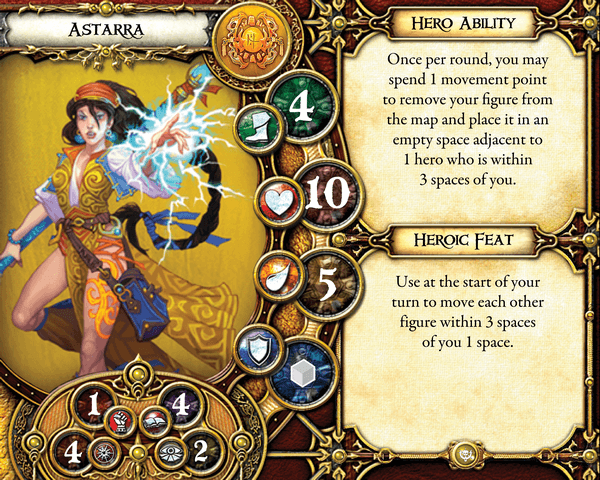 Astarra
4
10
5
1
4
4
2
Hero Ability
Once per round, you may
spend 1 movement point
to remove your figure from
the map and place it in an
empty space adjacent to
1 hero who is within
3 spaces of you.
Heroic Feat
Use at the start of your
turn to move each other
figure within 3 spaces
of you 1 space.